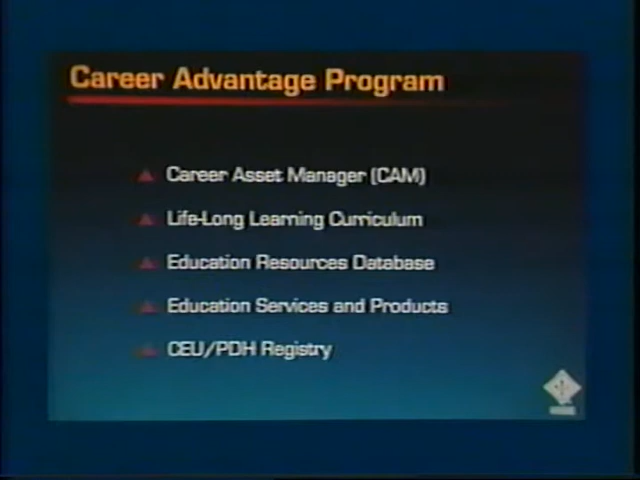 Career Advantage Program
Career Asset Manager (CAM)
Life-Long Learning Curriculum
Education Resources Database
Education Services and Products
CEU/PDH Registry